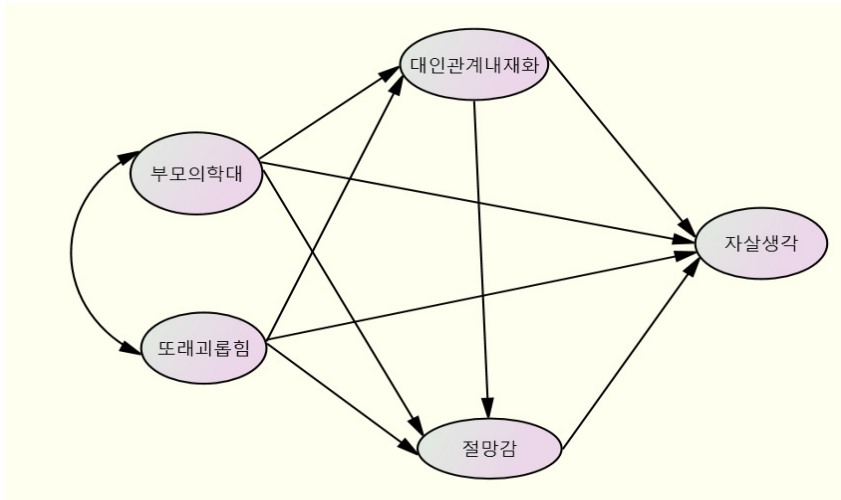 대인관계내재화
부모의학대
자살생각
또래괴롭힘
절망감